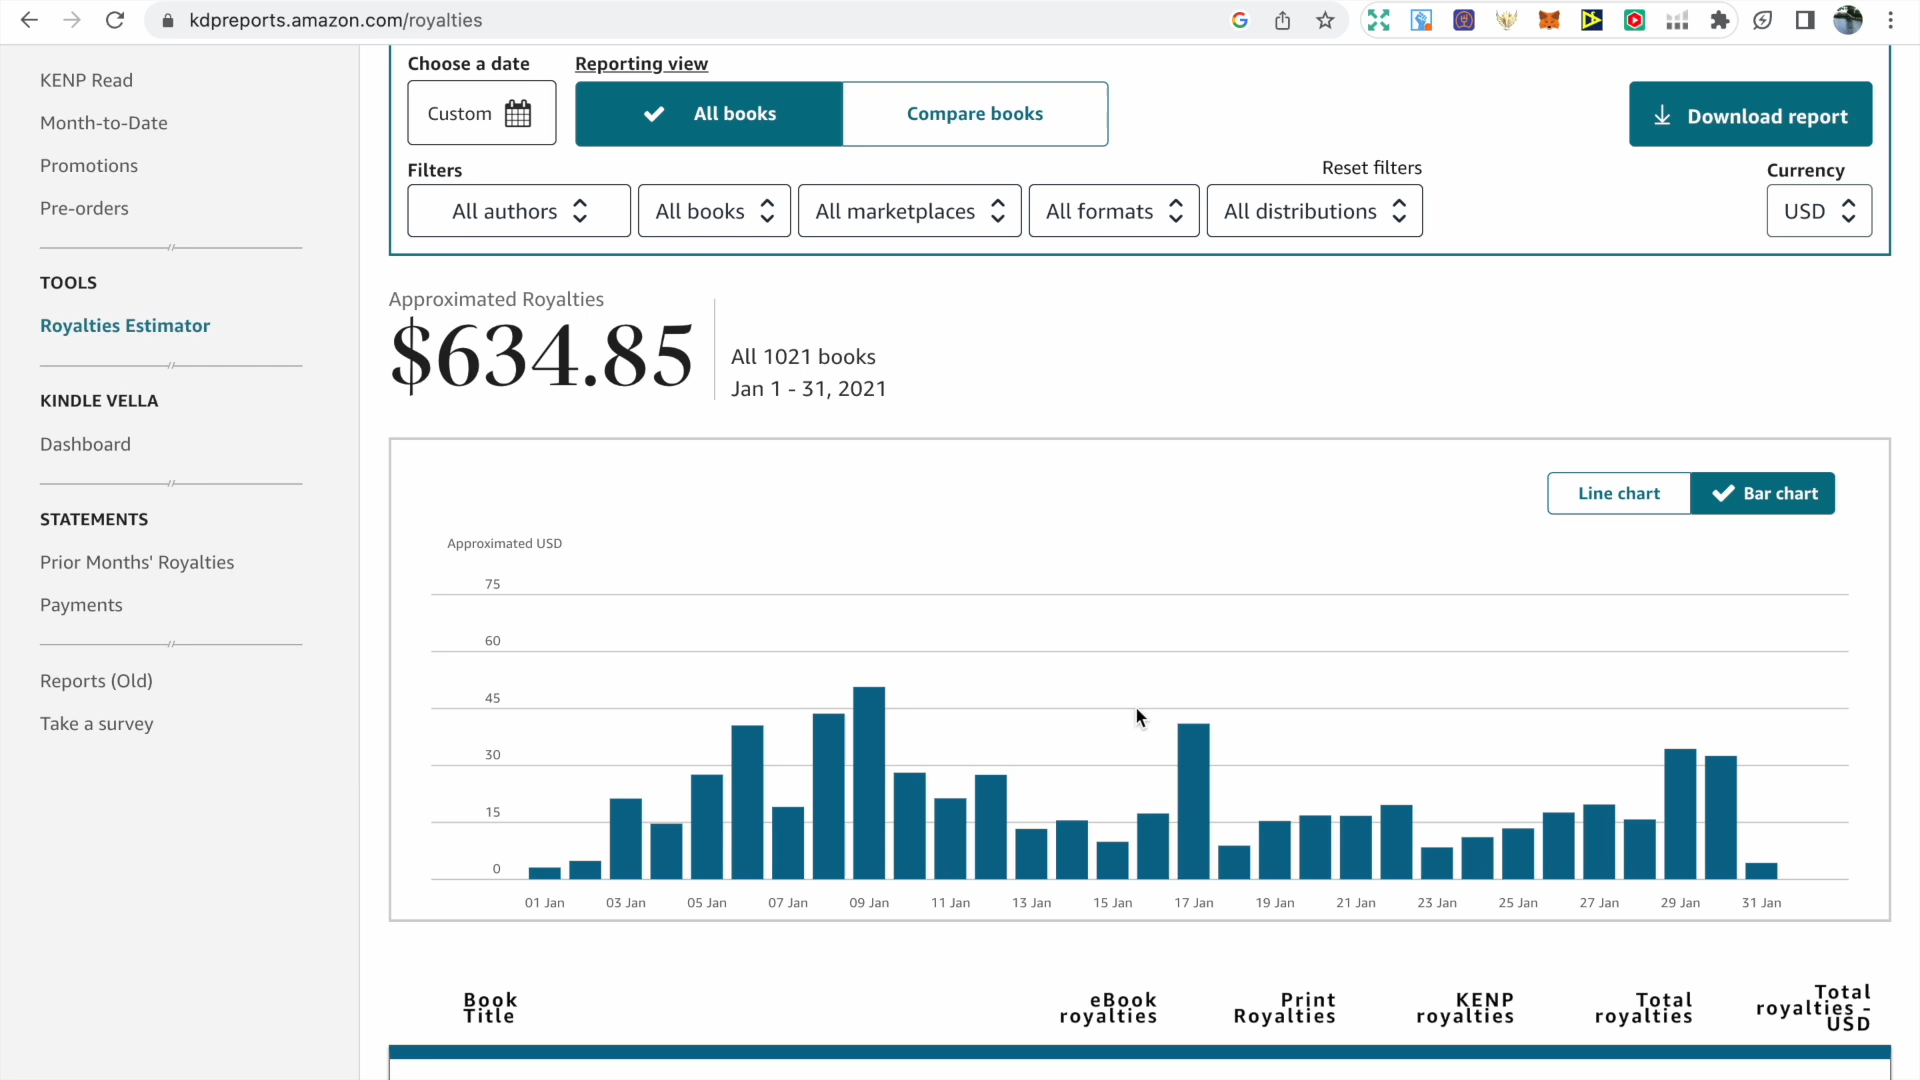 kdpreports.amazon.com/royalties
KENP Read
Month-to-Date
Promotions
Pre-orders
TOOLS
Royalties Estimator
KINDLE VELLA
Dashboard
STATEMENTS
Prior Months' Royalties
Payments
Reports (Old)
Take a survey
Choose a date
Reporting view
Custom
All books
Compare books
Download report
Filters
Reset filters
Currency
All authors
All books
All marketplaces
All formats
All distributions
USD
Approximated Royalties
$634.85
All 1021 books
Jan 1 - 31, 2021
Line chart
Bar chart
Approximated USD
75
60
45
30
15
0
01 Jan
03 Jan
05 Jan
07 Jan
09 Jan
11 Jan
13 Jan
15 Jan
17 Jan
19 Jan
21 Jan
23 Jan
25 Jan
27 Jan
29 Jan
31 Jan
Book
Title
eBook
royalties
Print
Royalties
KENP
royalties
Total
royalties
Total
royalties -
USD